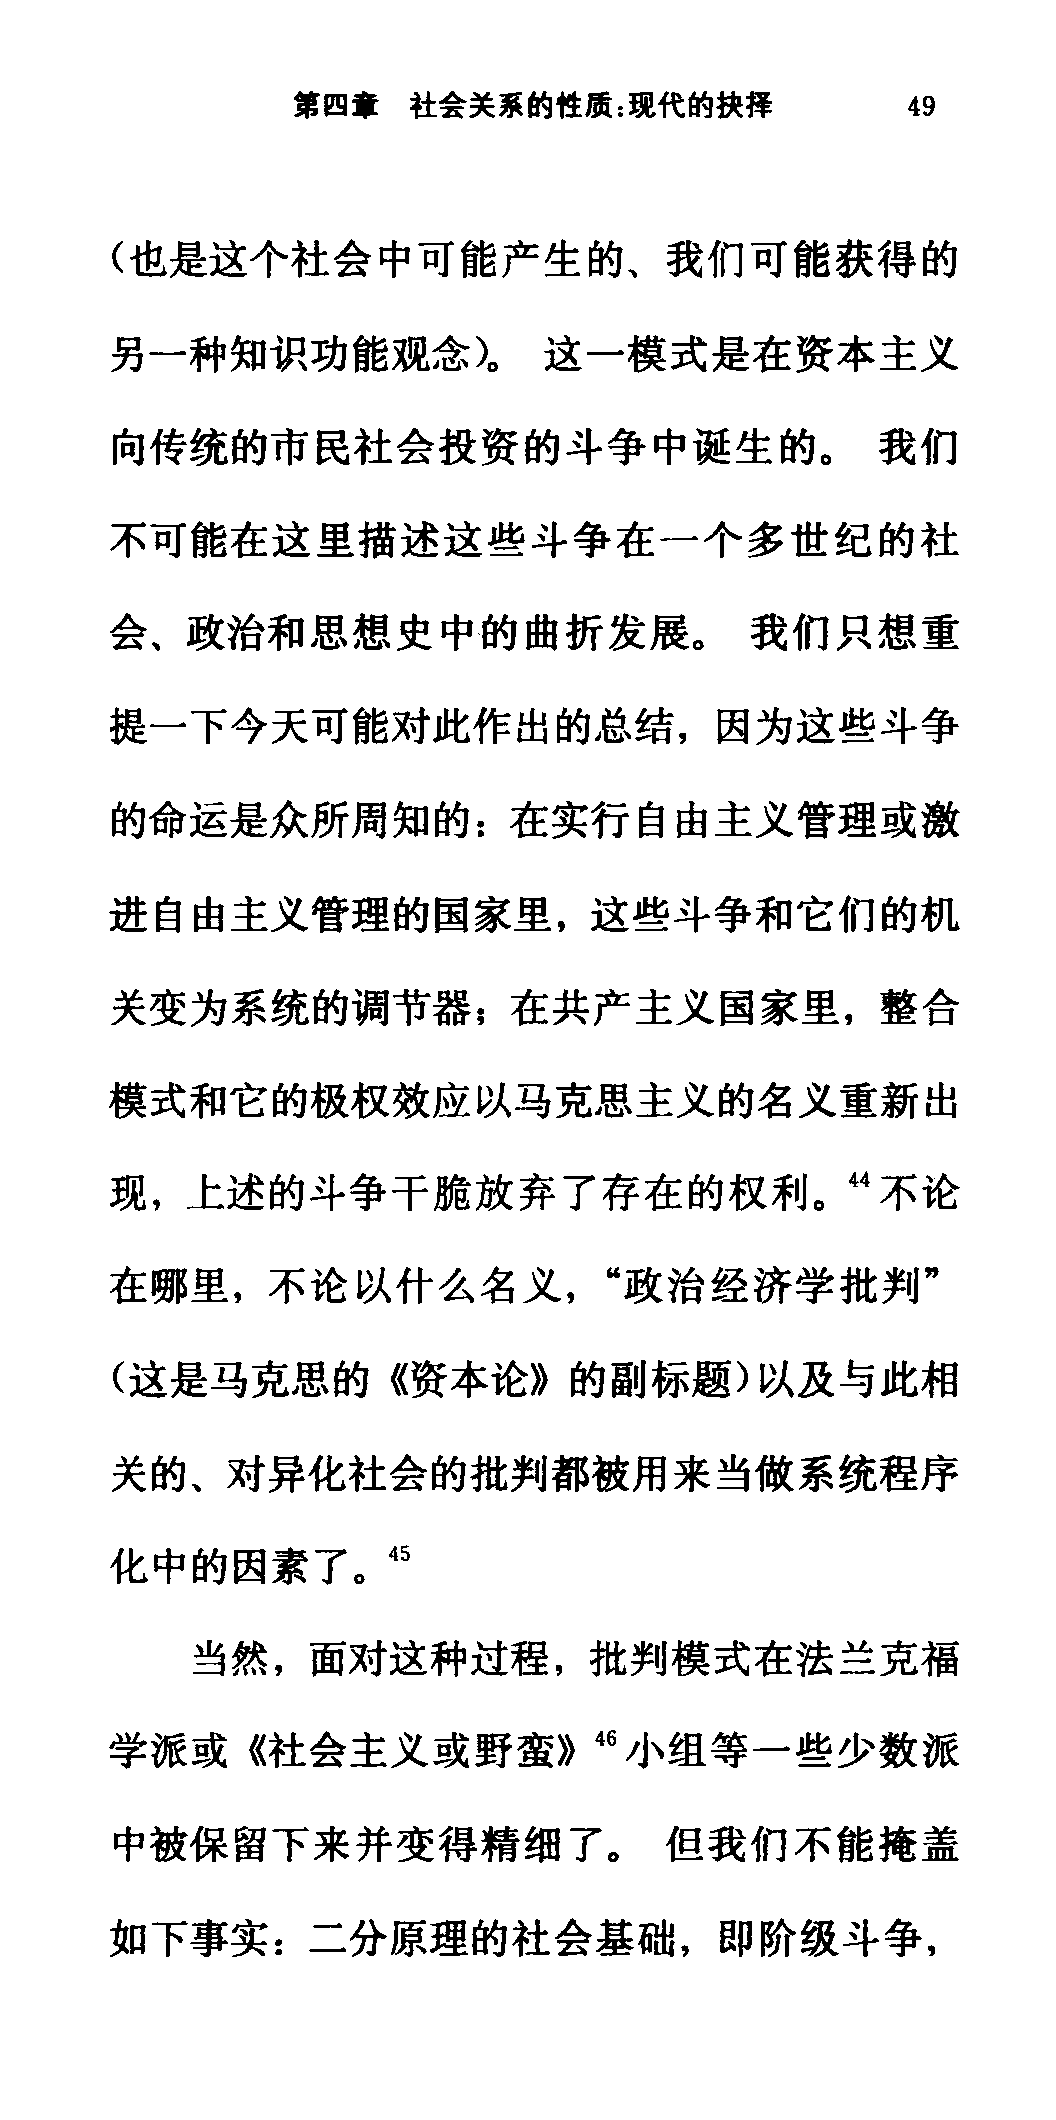 第四章 社会关系的性质:现代的抉择 49
(也是这个社会中可能产生的、我们可能获得的
另一种知识功能观念)。 这一模式是在资本主义
向传统的市民社会投资的斗争中诞生的。 我们
不可能在这里描述这些斗争在一个多世纪的社
会、政治和思想史中的曲折发展。 我们只想重
提一下今天可能对此作出的总结，因为这些斗争
的命运是众所周知的：在实行自由主义管理或激
进自由主义管理的国家里，这些斗争和它们的机
关变为系统的调节器；在共产主义国家里，整合
模式和它的极权效应以马克思主义的名义重新出
现，上述的斗争干脆放弃了存在的权利。44 不论
在哪里，不论以什么名义，“政治经济学批判”
(这是马克思的《资本论》的副标题)以及与此相
关的、对异化社会的批判都被用来当做系统程序
化中的因素了。45
当然，面对这种过程，批判模式在法兰克福
学派或《社会主义或野蛮》46 小组等一些少数派
中被保留下来并变得精细了。 但我们不能掩盖
如下事实：二分原理的社会基础，即阶级斗争，